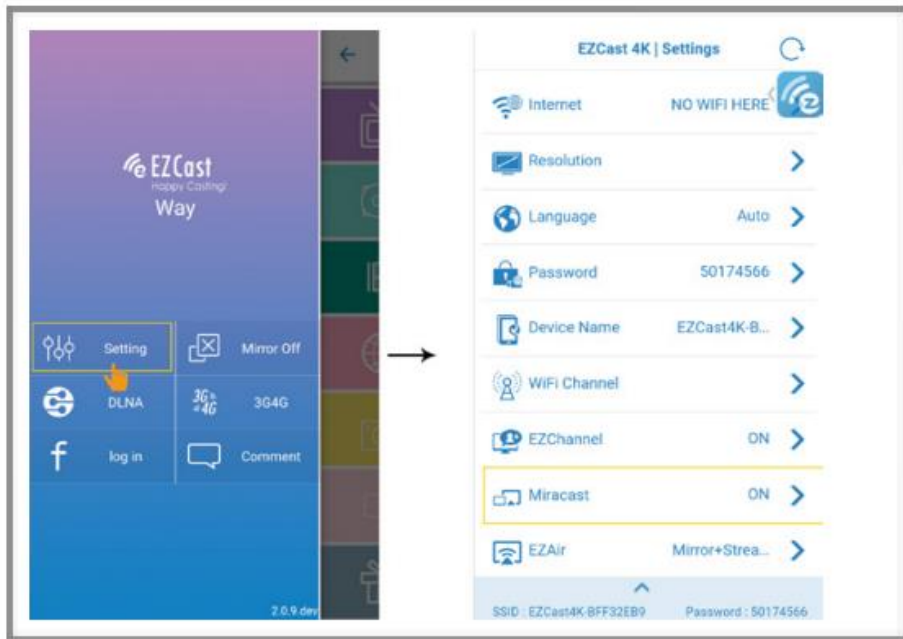 EZCast
Happy Casting!
Way
Setting
Mirror Off
DLNA
3G
4G
3G4G
f
log in
Comment
2.0.9.dev
EZCast 4K | Settings
Internet NO WIFI HERE
Resolution
Language Auto
Password 50174566
Device Name EZCast4K-B...
WiFi Channel
EZChannel ON
Miracast ON
EZAir Mirror+Strea...
SSID : EZCast4K-BFF32EB9 Password : 50174566